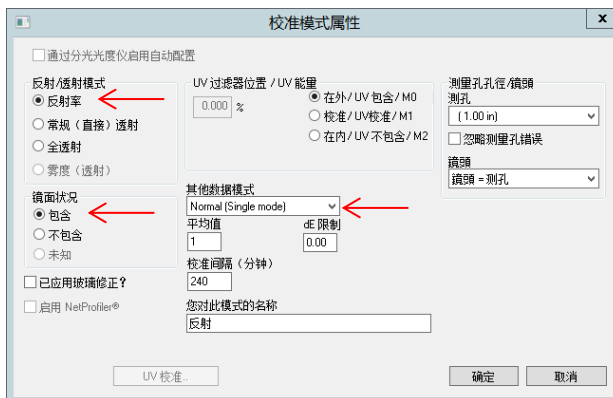 校准模式属性
x
通过分光光度仪启用自动配置
反射/透射模式
反射率
常规（直接）透射
全透射
雾度（透射）
镜面状况
包含
不包含
未知
已应用玻璃修正?
启用 NetProfiler®
UV 过滤器位置 / UV 能量
0.000 %
在外/ UV 包含/ M0
校准/ UV校准/ M1
在内/ UV 不包含/ M2
其他数据模式
Normal (Single mode)
平均值 dE 限制
1 0.00
校准间隔（分钟）
240
您对此模式的名称
反射
测量孔孔徑/鏡頭
测孔
(1.00 in)
忽略测量孔错误
鏡頭
鏡頭 = 测孔
UV 校准..
确定 取消